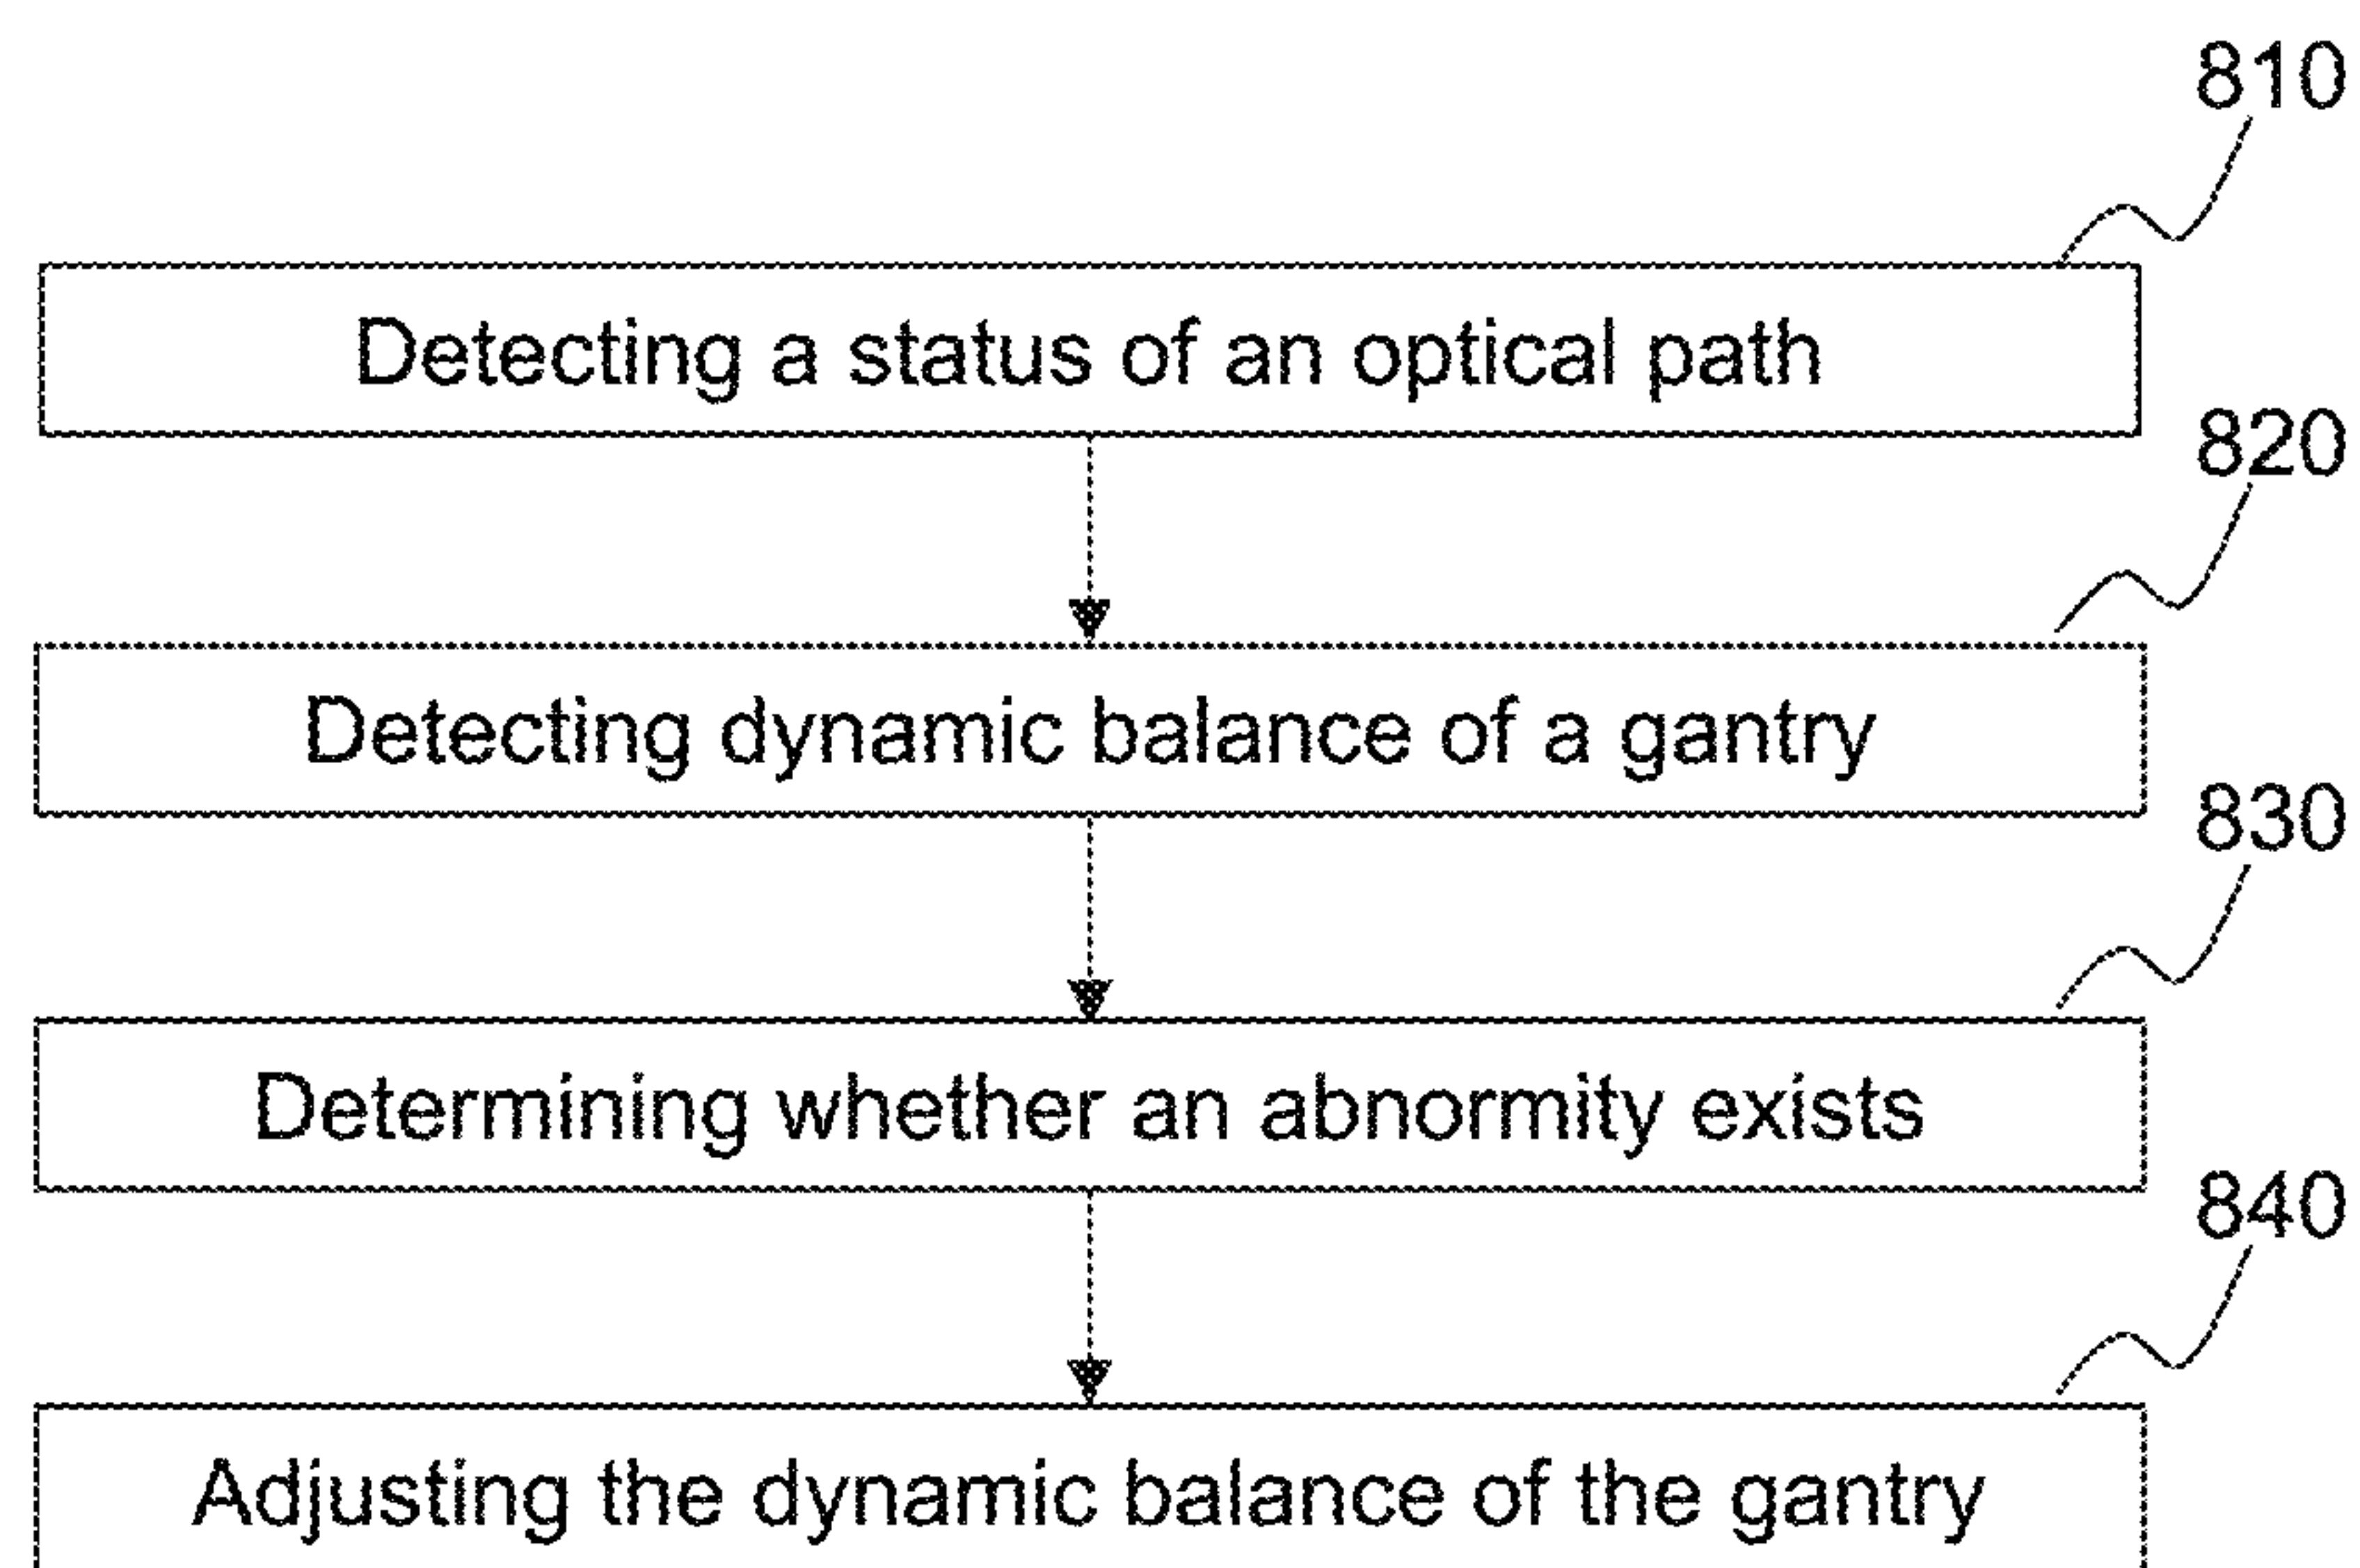 810
Detecting a status of an optical path
820
Detecting dynamic balance of a gantry
830
Determining whether an abnormity exists
840
Adjusting the dynamic balance of the gantry